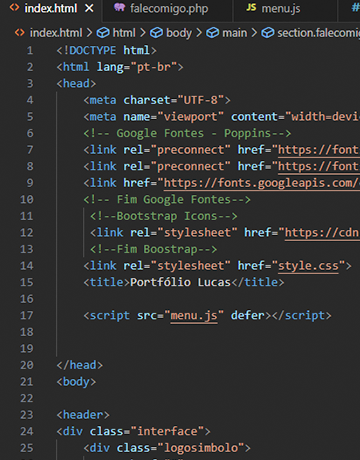 index.html × falecomigo.php menu.js
index.html > html > body > main > section.falecomi
1 <!DOCTYPE html>
2 <html lang="pt-br">
3 <head>
4 <meta charset="UTF-8">
5 <meta name="viewport" content="width=devi
6 <!-- Google Fontes - Poppins-->
7 <link rel="preconnect" href="https://font
8 <link rel="preconnect" href="https://font
9 <link href="https://fonts.googleapis.com/
10 <!-- Fim Google Fontes-->
11 <!--Bootstrap Icons-->
12 <link rel="stylesheet" href="https://cdn
13 <!--Fim Boostrap-->
14 <link rel="stylesheet" href="style.css">
15 <title>Portfólio Lucas</title>
16
17 <script src="menu.js" defer></script>
18
19
20 </head>
21 <body>
22
23 <header>
24 <div class="interface">
25 <div class="logosimbolo">